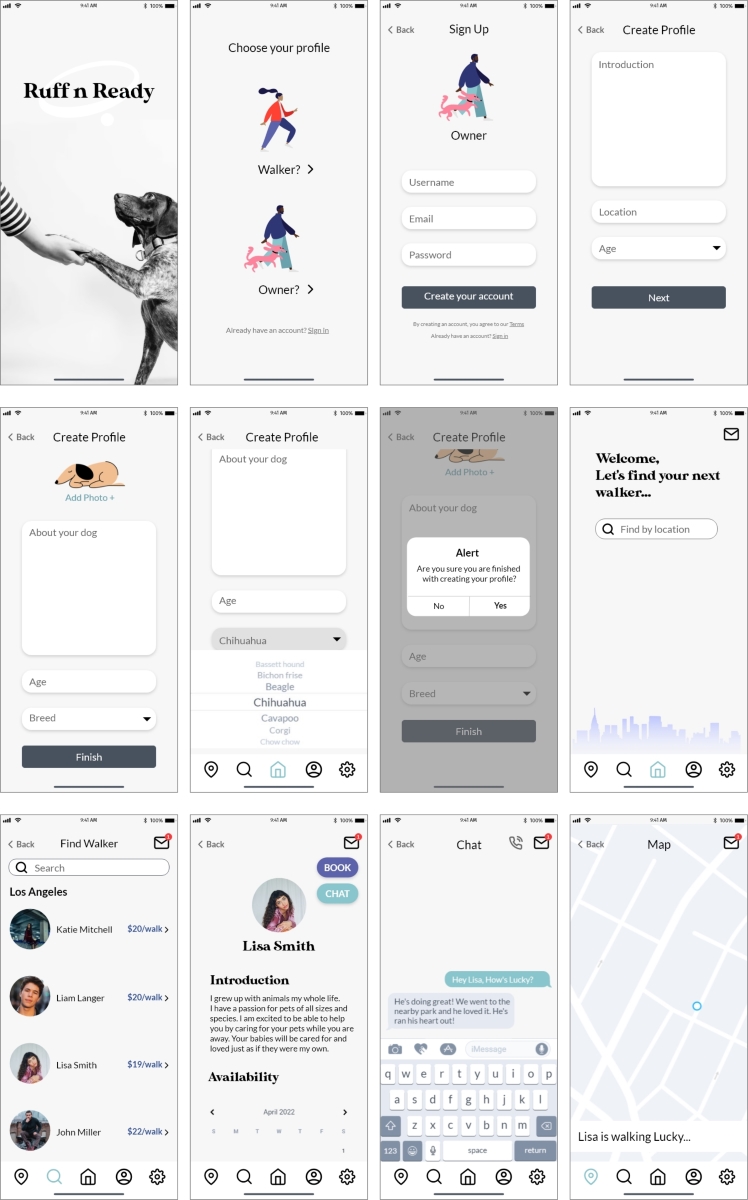 9:41 AM
100%
Ruff n Ready
9:41 AM
100%
Choose your profile
Walker?
Owner?
Already have an account? Sign In
9:41 AM
100%
Back
Sign Up
Owner
Username
Email
Password
Create your account
By creating an account, you agree to our Terms
Already have an account? Sign in
9:41 AM
100%
Back
Create Profile
Introduction
Location
Age
Next
9:41 AM
100%
Back
Create Profile
Add Photo +
About your dog
Age
Breed
Finish
9:41 AM
100%
Back
Create Profile
About your dog
Age
Chihuahua
Bassett hound
Bichon frise
Beagle
Chihuahua
Cavapoo
Corgi
Chew chow
9:41 AM
100%
Back
Create Profile
Add Photo +
About your dog
Alert
Are you sure you are finished
with creating your profile?
No
Yes
Age
Breed
Finish
9:41 AM
100%
Welcome,
Let's find your next
walker...
Find by location
9:41 AM
100%
Back
Find Walker
1
Search
Los Angeles
Katie Mitchell
$20/walk
Liam Langer
$20/walk
Lisa Smith
$19/walk
John Miller
$22/walk
9:41 AM
100%
Back
1
BOOK
CHAT
Lisa Smith
Introduction
I grew up with animals my whole life.
I have a passion for pets of all sizes and
species. I am excited to be able to help
you by caring for your pets while you are
away. Your babies will be cared for and
loved just as if they were my own.
Availability
April 2022
S M T W T F S
1
9:41 AM
100%
Back
Chat
1
Hey Lisa, How's Lucky?
He's doing great! We went to the
nearby park and he loved it. He's
ran his heart out!
iMessage
q w e r t y u i o p
a s d f g h j k l
z x c v b n m
123
space
return
9:41 AM
100%
Back
Map
1
Lisa is walking Lucky...